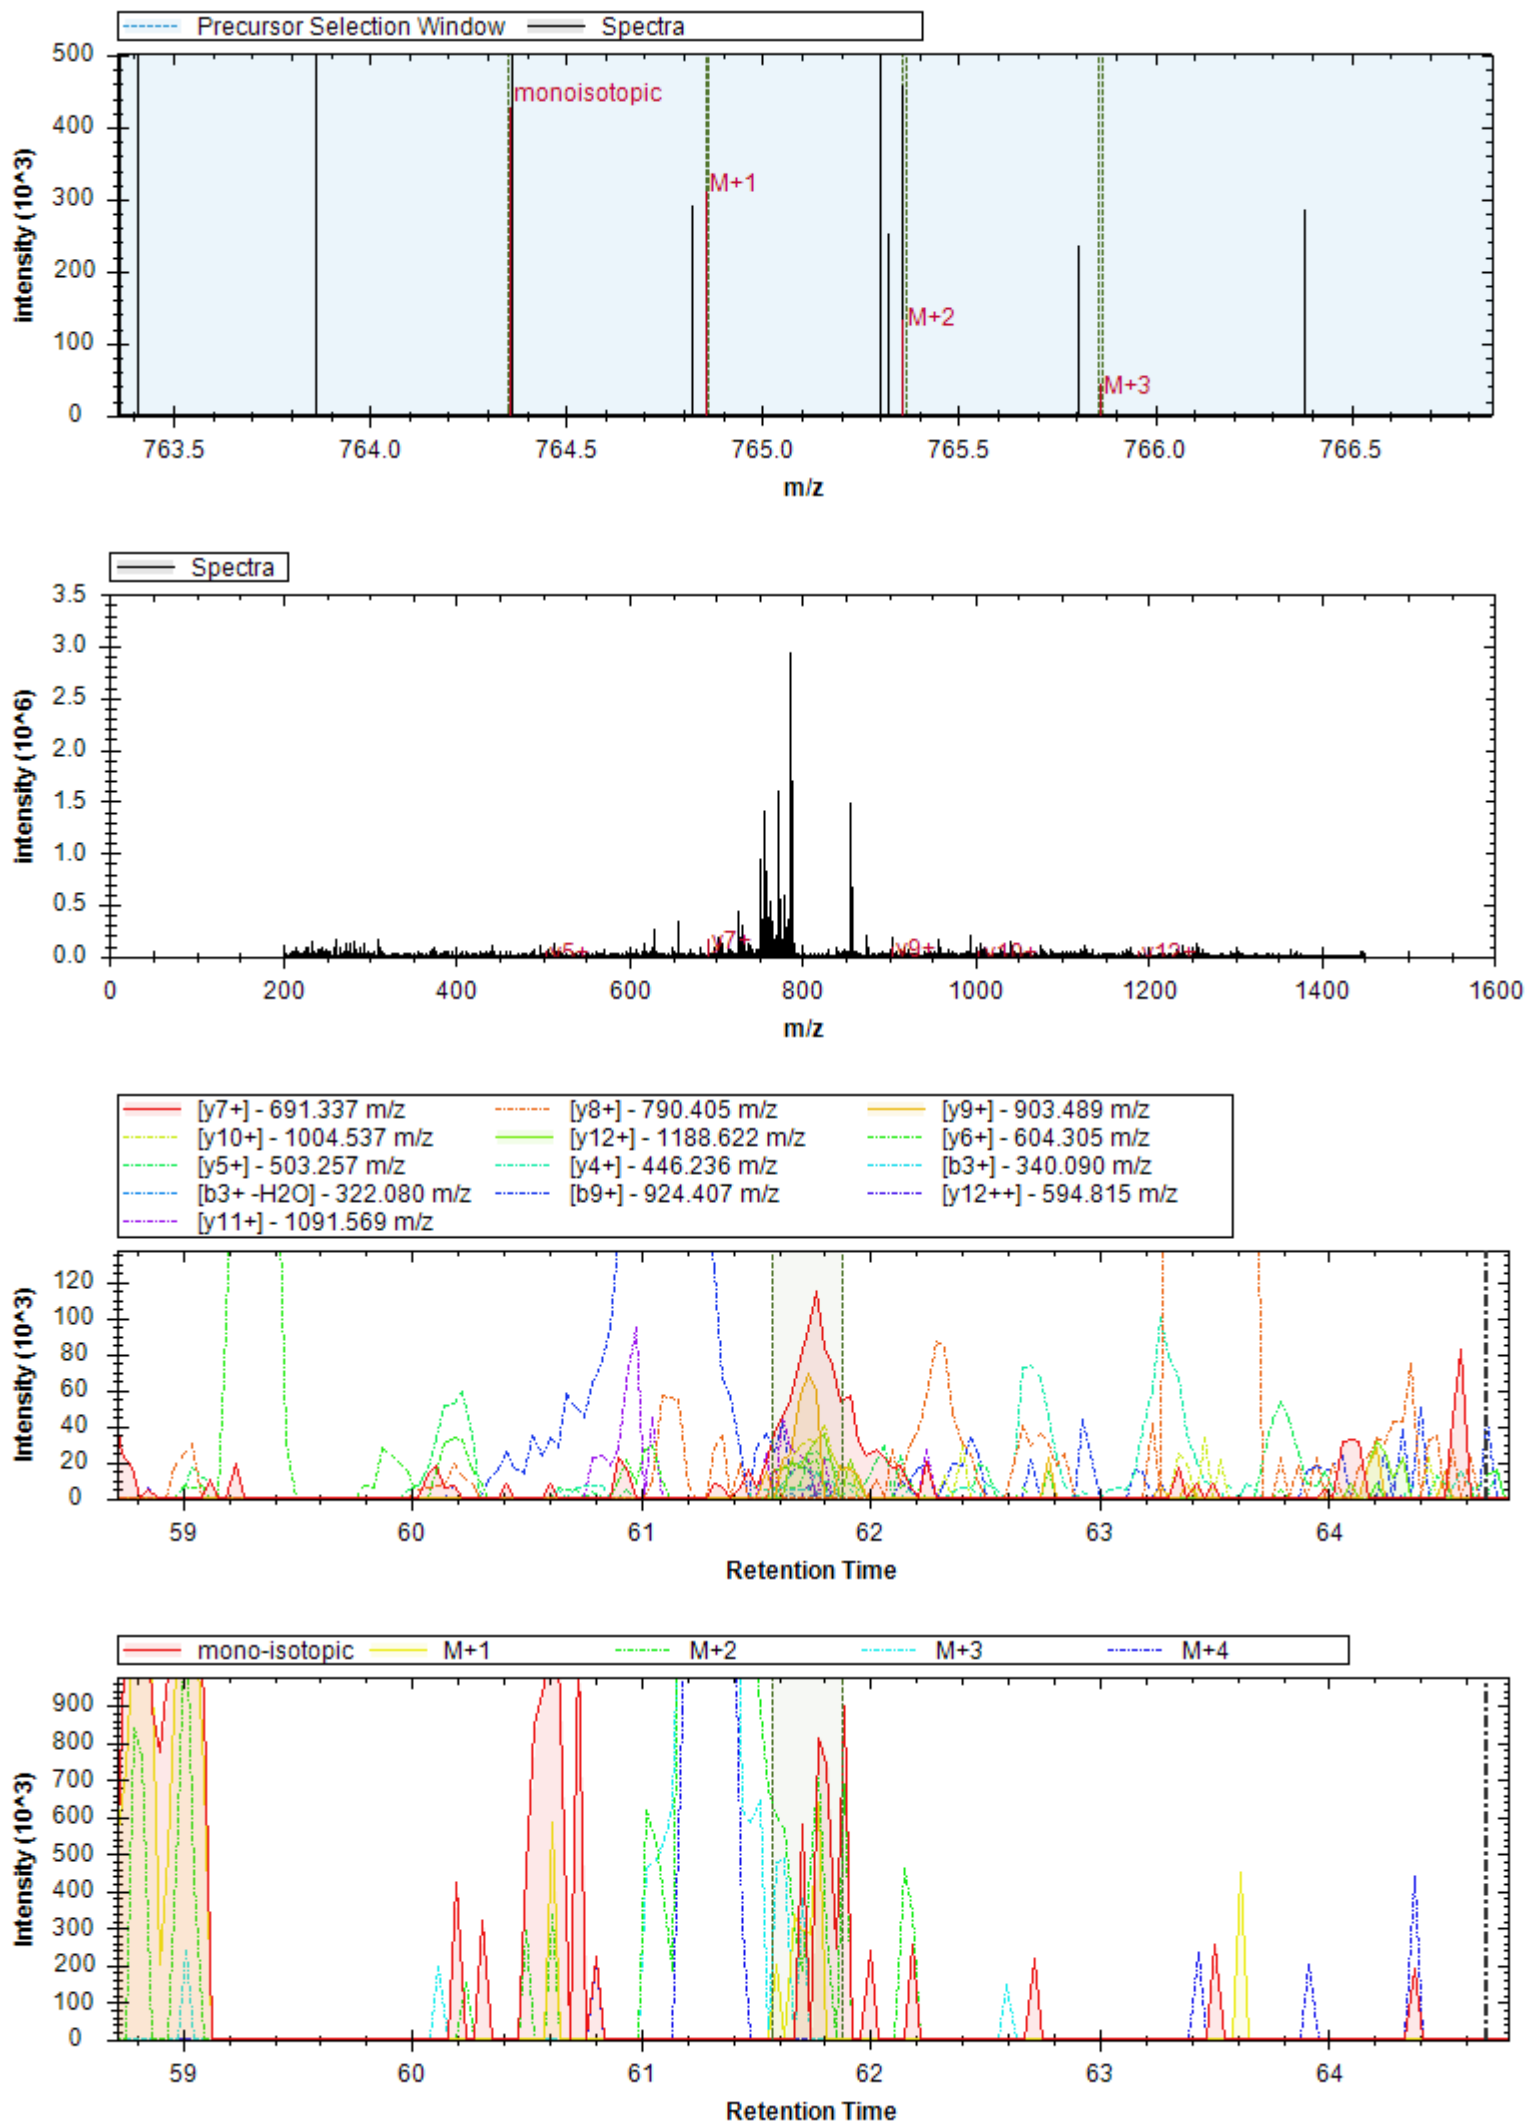 Precursor Selection Window Spectra
500
400
300
200
100
0
intensity (10^3)
monoisotopic
M+1
M+2
M+3
763.5 764.0 764.5 765.0 765.5 766.0 766.5
m/z
Spectra
3.5
3.0
2.5
2.0
1.5
1.0
0.5
0.0
intensity (10^6)
y5+ y7+ y9+ y10+ y12+
0 200 400 600 800 1000 1200 1400 1600
m/z
[y7+] - 691.337 m/z [y8+] - 790.405 m/z [y9+] - 903.489 m/z
[y10+] - 1004.537 m/z [y12+] - 1188.622 m/z [y6+] - 604.305 m/z
[y5+] - 503.257 m/z [y4+] - 446.236 m/z [b3+] - 340.090 m/z
[b3+ -H2O] - 322.080 m/z [b9+] - 924.407 m/z [y12++] - 594.815 m/z
[y11+] - 1091.569 m/z
120
100
80
60
40
20
0
Intensity (10^3)
59 60 61 62 63 64
Retention Time
mono-isotopic M+1 M+2 M+3 M+4
900
800
700
600
500
400
300
200
100
0
Intensity (10^3)
59 60 61 62 63 64
Retention Time